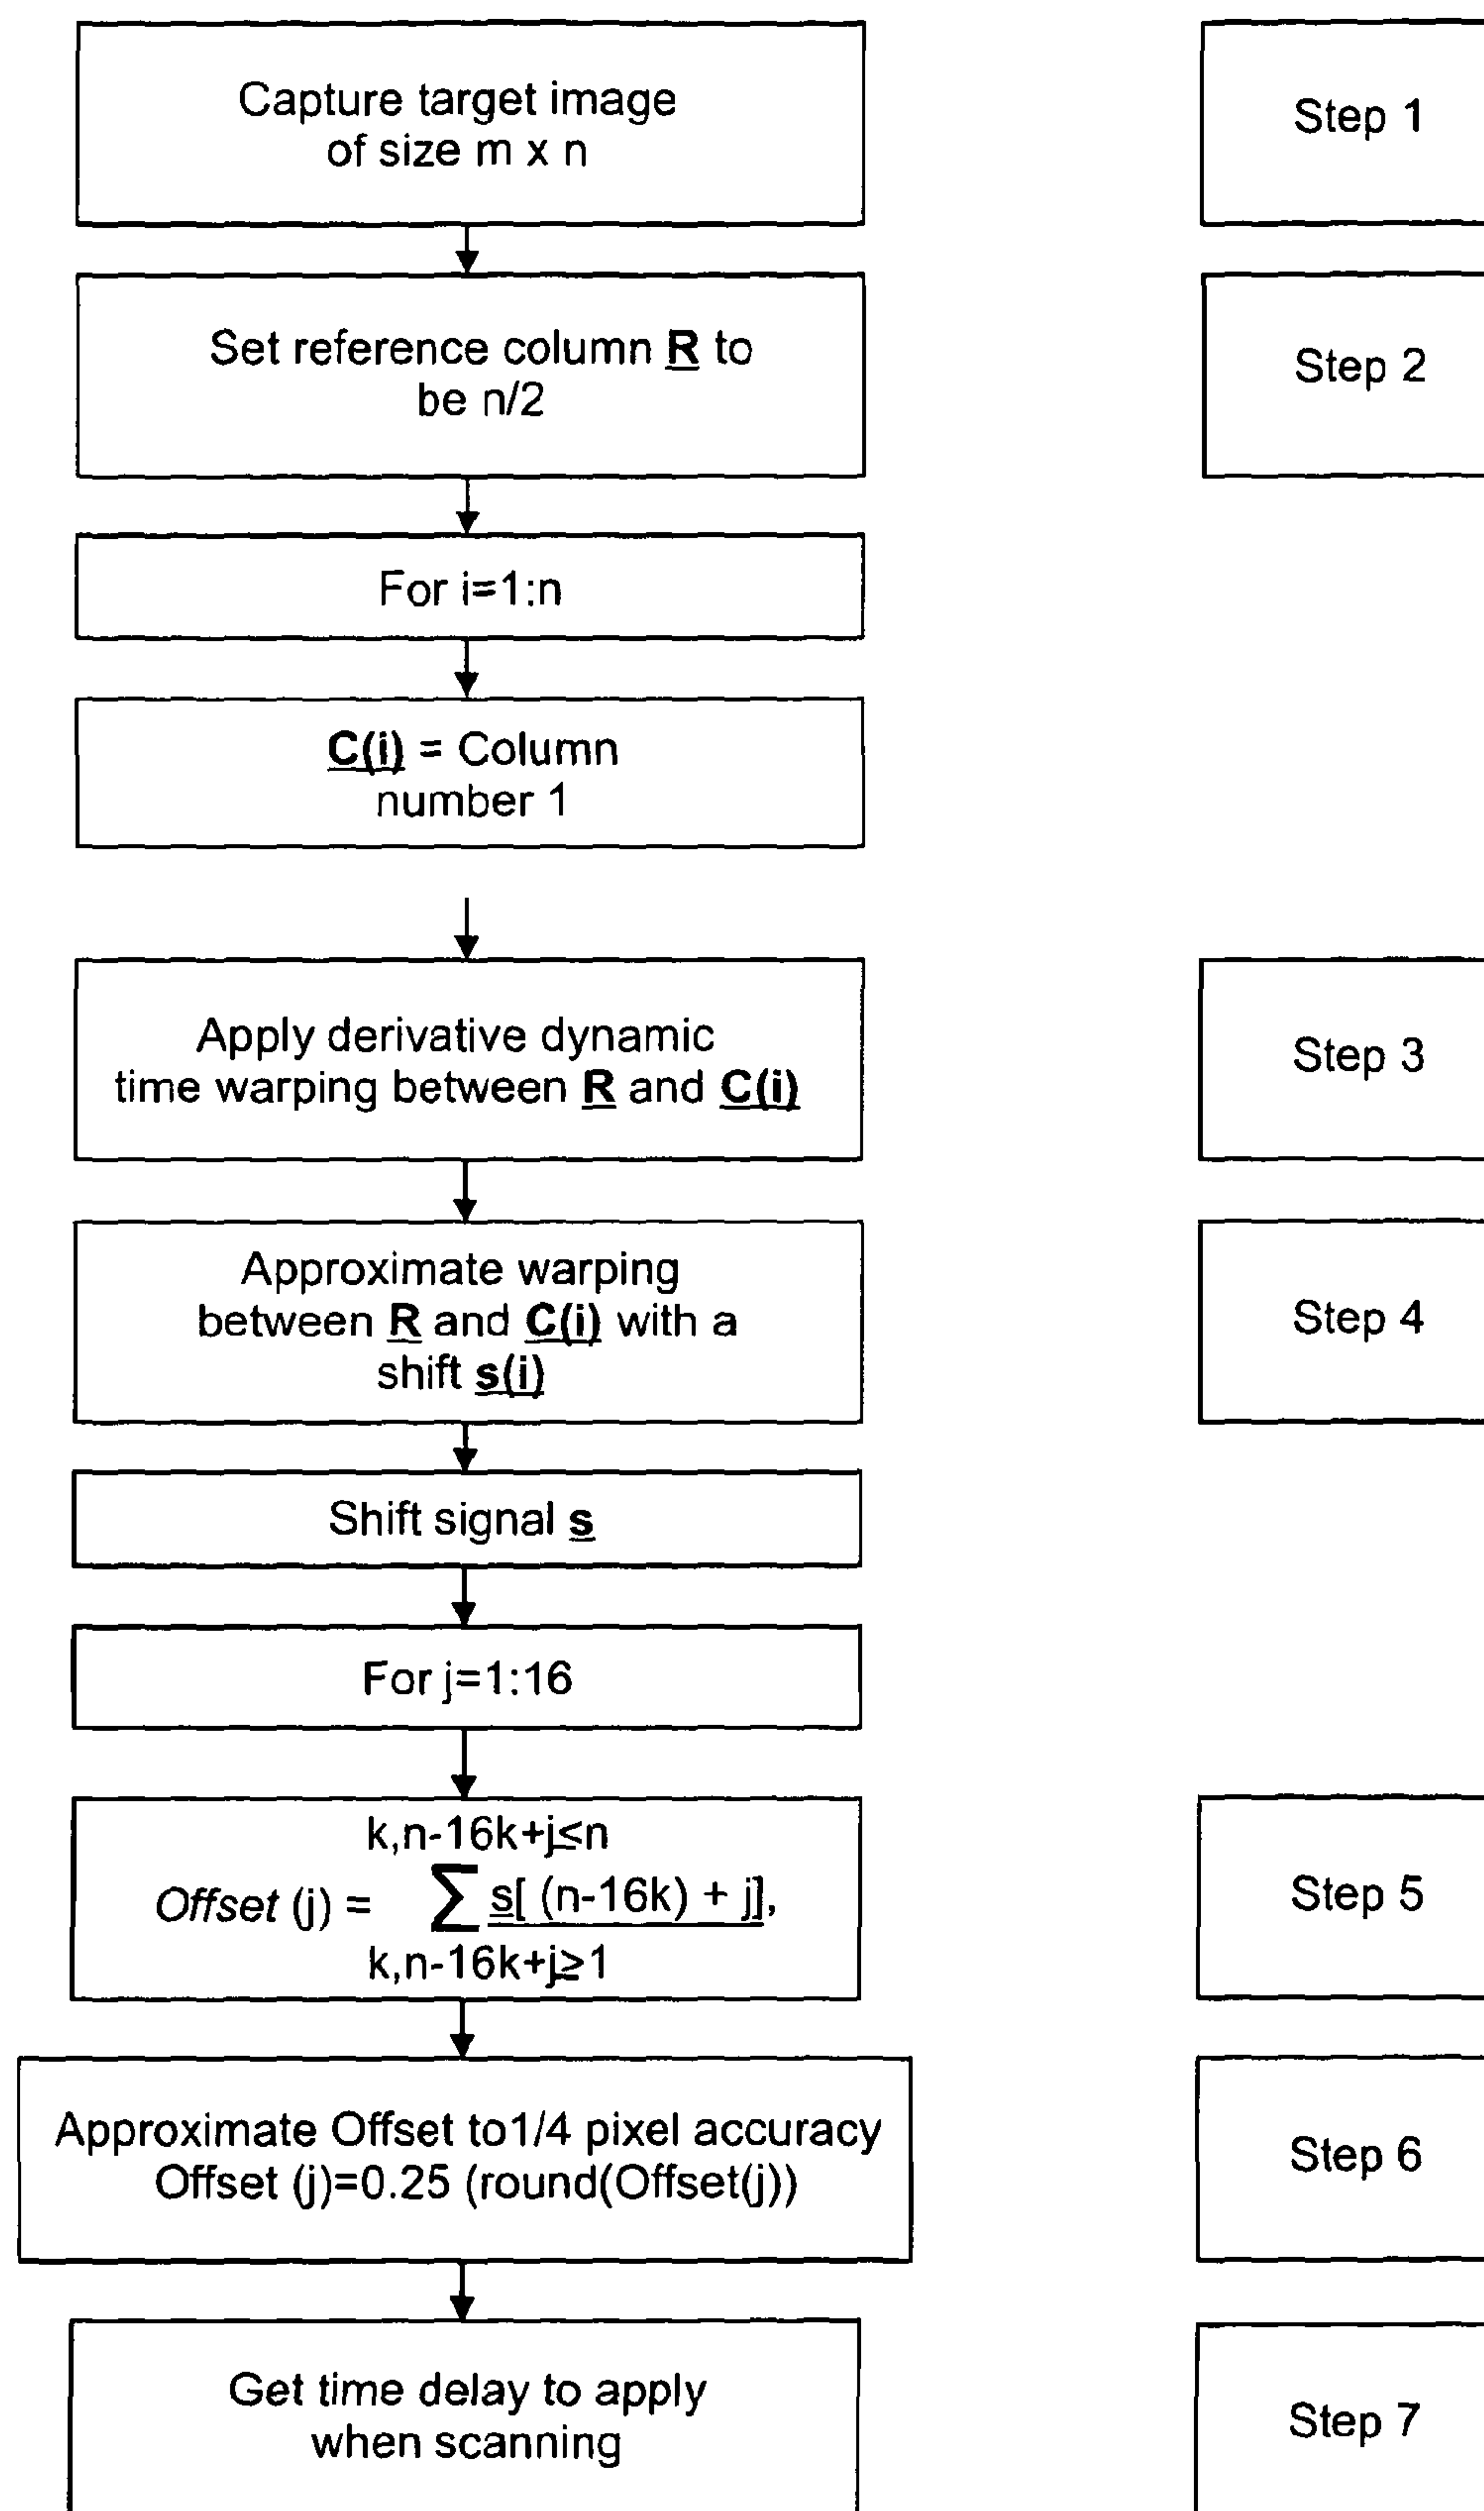 Capture target image
of size m x n
Step 1
Set reference column R to
be n/2
Step 2
For i=1:n
C(i) = Column
number 1
Apply derivative dynamic
time warping between R and C(i)
Step 3
Approximate warping
between R and C(i) with a
shift s(i)
Step 4
Shift signal s
For j=1:16
k,n-16k+j≤n
Offset (j) = ∑ s[ (n-16k) + j],
k,n-16k+j≥1
Step 5
Approximate Offset to1/4 pixel accuracy
Offset (j)=0.25 (round(Offset(j))
Step 6
Get time delay to apply
when scanning
Step 7